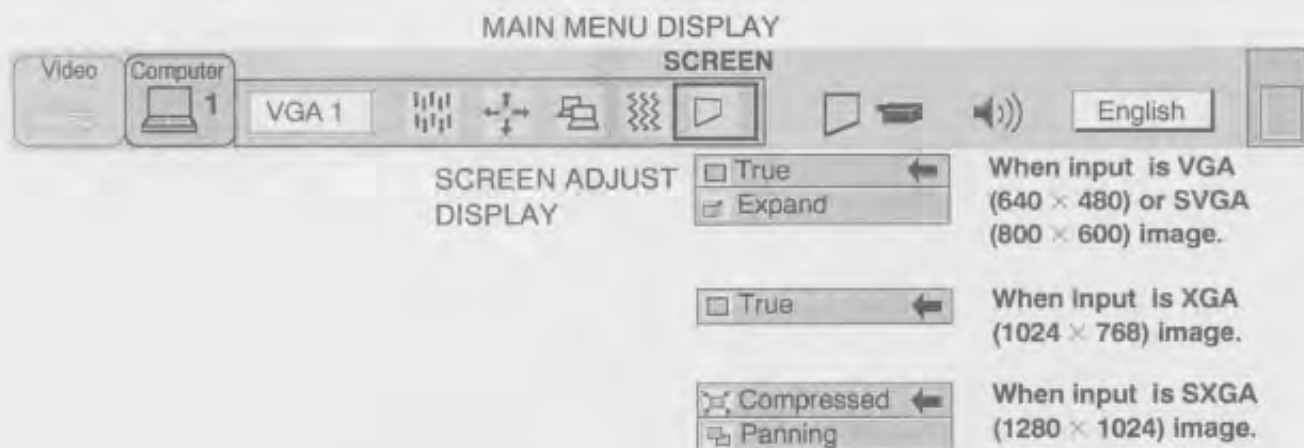 MAIN MENU DISPLAY
SCREEN
Video Computer
1 VGA 1 English
SCREEN ADJUST
DISPLAY
True
Expand
When input is VGA
(640 × 480) or SVGA
(800 × 600) image.
True
When input is XGA
(1024 × 768) image.
Compressed
Panning
When input is SXGA
(1280 × 1024) image.